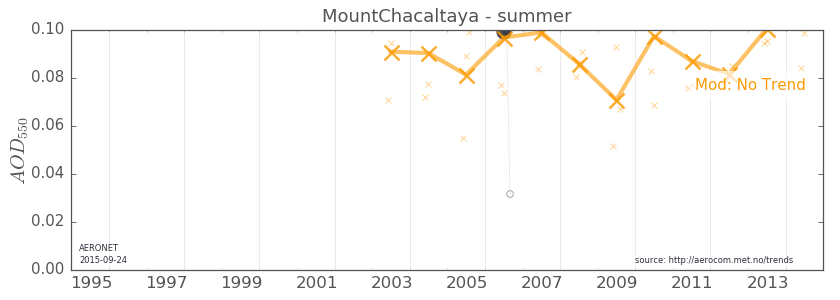 MountChacaltaya - summer
0.10
0.08
0.06
0.04
0.02
0.00
AOD550
Mod: No Trend
AERONET
2015-09-24
source: http://aerocom.met.no/trends
1995 1997 1999 2001 2003 2005 2007 2009 2011 2013